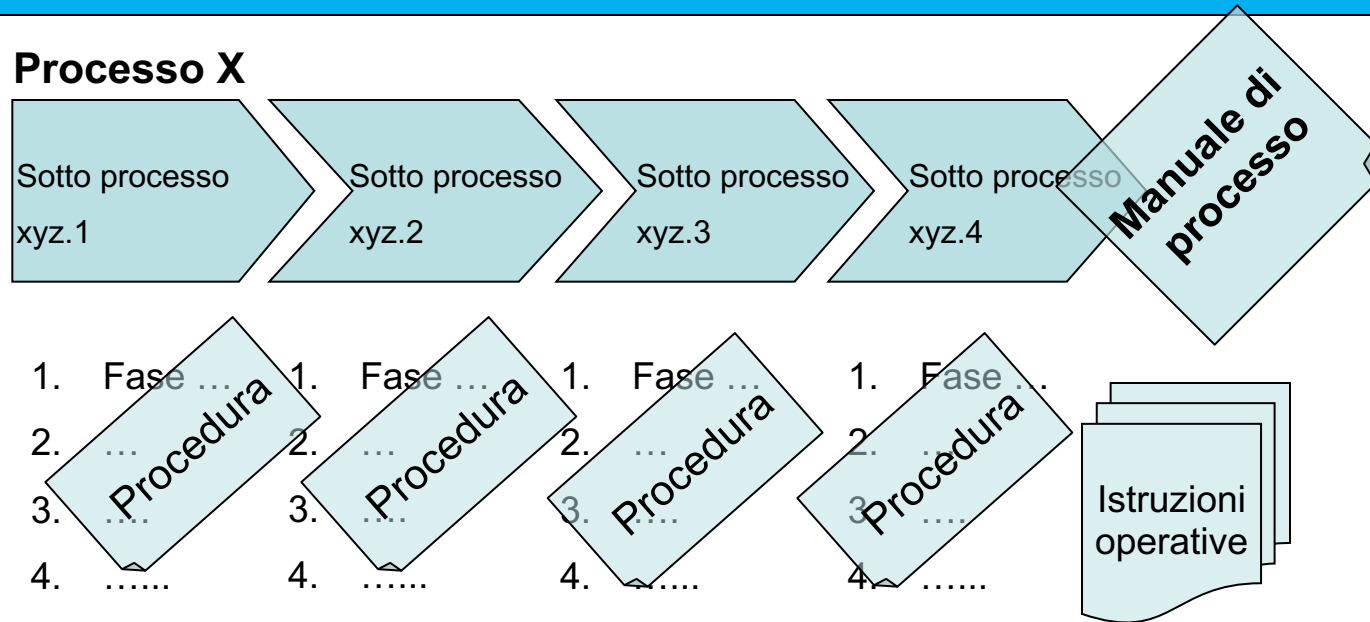 Processo X
Sotto processo
xyz.1
Sotto processo
xyz.2
Sotto processo
xyz.3
Sotto processo
xyz.4
Manuale di
processo
1. Fase …
2. …
3. ….
4. …...
Procedura
1. Fase …
2. …
3. ….
4. …...
Procedura
1. Fase …
2. …
3. ….
4. …...
Procedura
1. Fase …
2. …
3. ….
4. …...
Procedura
Istruzioni
operative